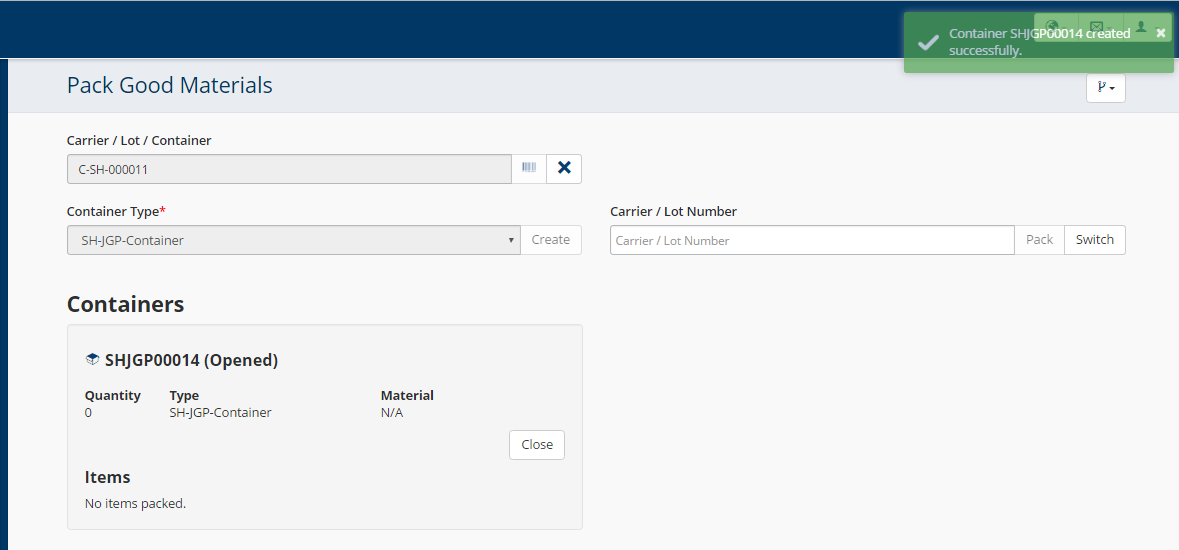 Container SHJGP00014 created
successfully.
Pack Good Materials
Carrier / Lot / Container
C-SH-000011
Container Type*
Carrier / Lot Number
SH-JGP-Container
Create
Carrier / Lot Number
Pack
Switch
Containers
SHJGP00014 (Opened)
Quantity Type Material
0 SH-JGP-Container N/A
Close
Items
No items packed.